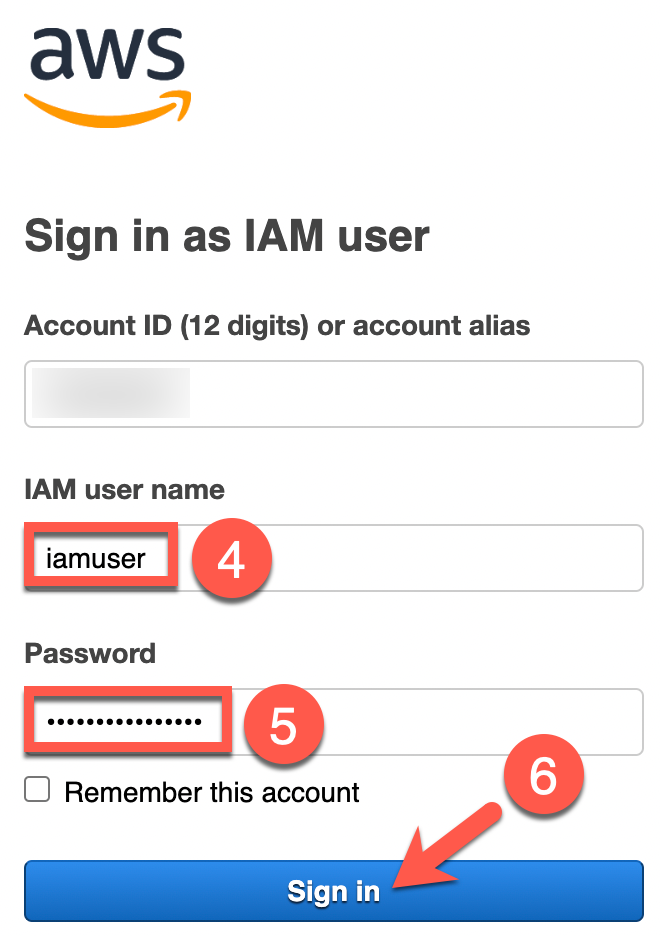 aws
Sign in as IAM user
Account ID (12 digits) or account alias
IAM user name
iamuser
4
Password
••••••••••••••••
5
6
Remember this account
Sign in